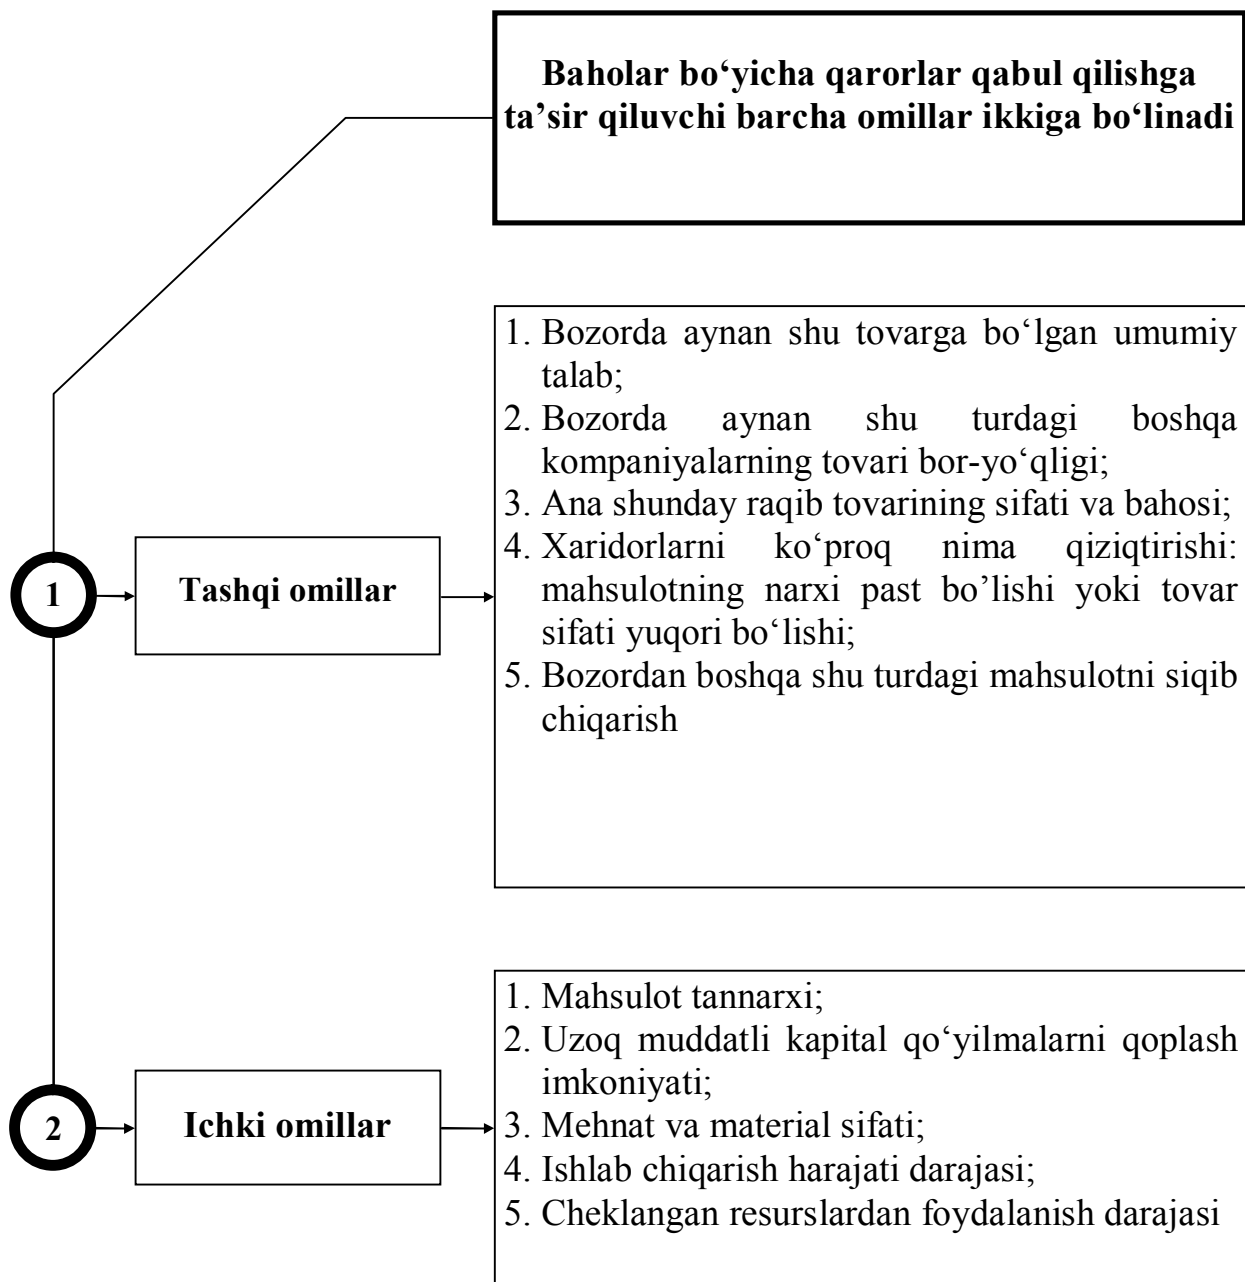 Baholar bo‘yicha qarorlar qabul qilishga
ta’sir qiluvchi barcha omillar ikkiga bo‘linadi
1. Bozorda aynan shu tovarga bo‘lgan umumiy
talab;
2. Bozorda aynan shu turdagi boshqa
kompaniyalarning tovari bor-yo‘qligi;
3. Ana shunday raqib tovarining sifati va bahosi;
4. Xaridorlarni ko‘proq nima qiziqtirishi:
mahsulotning narxi past bo’lishi yoki tovar
sifati yuqori bo‘lishi;
5. Bozordan boshqa shu turdagi mahsulotni siqib
chiqarish
1
Tashqi omillar
1. Mahsulot tannarxi;
2. Uzoq muddatli kapital qo‘yilmalarni qoplash
imkoniyati;
3. Mehnat va material sifati;
4. Ishlab chiqarish harajati darajasi;
5. Cheklangan resurslardan foydalanish darajasi
2
Ichki omillar